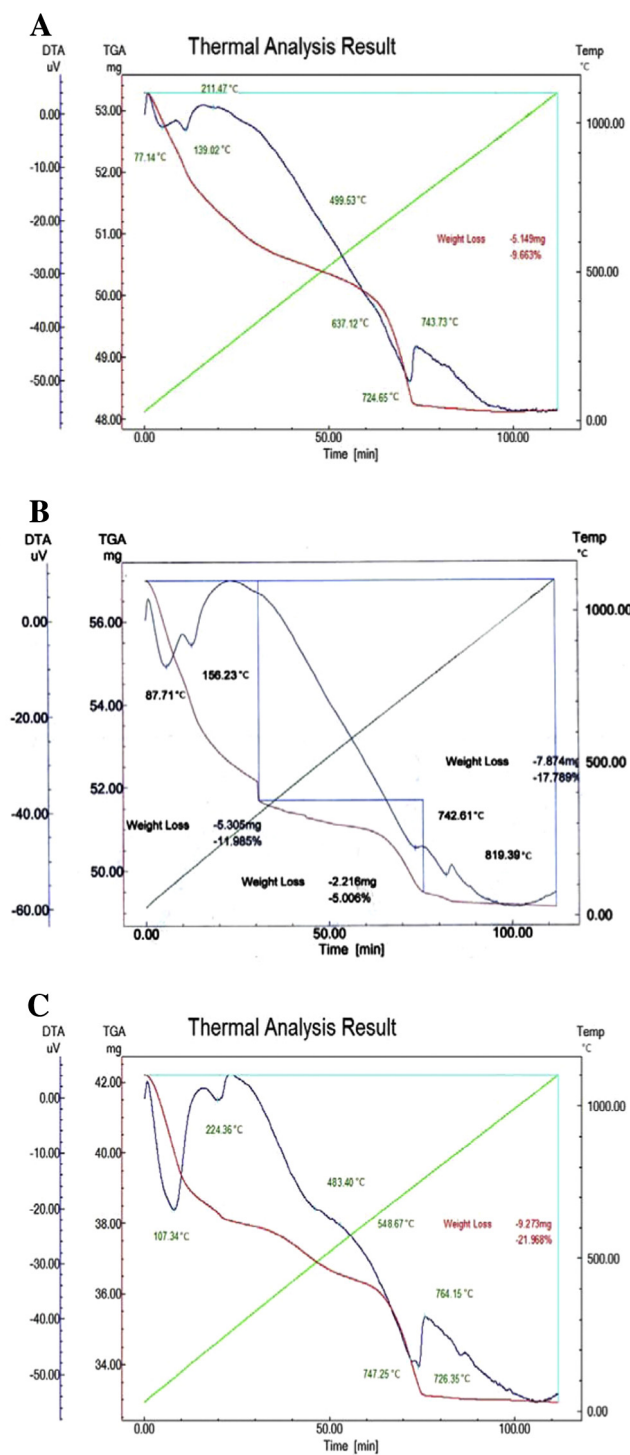 A
Thermal Analysis Result
DTA TGA Temp
uV mg °C
211.47°C
53.00
0.00 1000.00
77.14°C 139.02°C
-10.00
52.00
499.63°C
-20.00
51.00 Weight Loss -5.149mg
-9.663%
-30.00 500.00
50.00
-40.00 637.12°C 743.73°C
49.00
-50.00 724.65°C
48.00 0.00
0.00 50.00 100.00
Time [min]
B
DTA TGA Temp
uV mg °C
0.00 56.00 1000.00
87.71°C 156.23°C
-20.00 54.00
Weight Loss -7.874mg 500.00
-17.789%
-40.00 52.00
Weight Loss -5.305mg 742.61°C
-11.985%
819.39°C
50.00 Weight Loss -2.216mg
-5.006%
-60.00 0.00
0.00 50.00 100.00
Time [min]
C
Thermal Analysis Result
DTA TGA Temp
uV mg °C
0.00 42.00 1000.00
224.36°C
-10.00 40.00
483.40°C
-20.00 107.34°C 38.00 548.67°C Weight Loss -9.273mg
-21.968%
-30.00 500.00
36.00
-40.00 764.15°C
34.00 747.25°C 726.35°C
-50.00
0.00
0.00 50.00 100.00
Time [min]